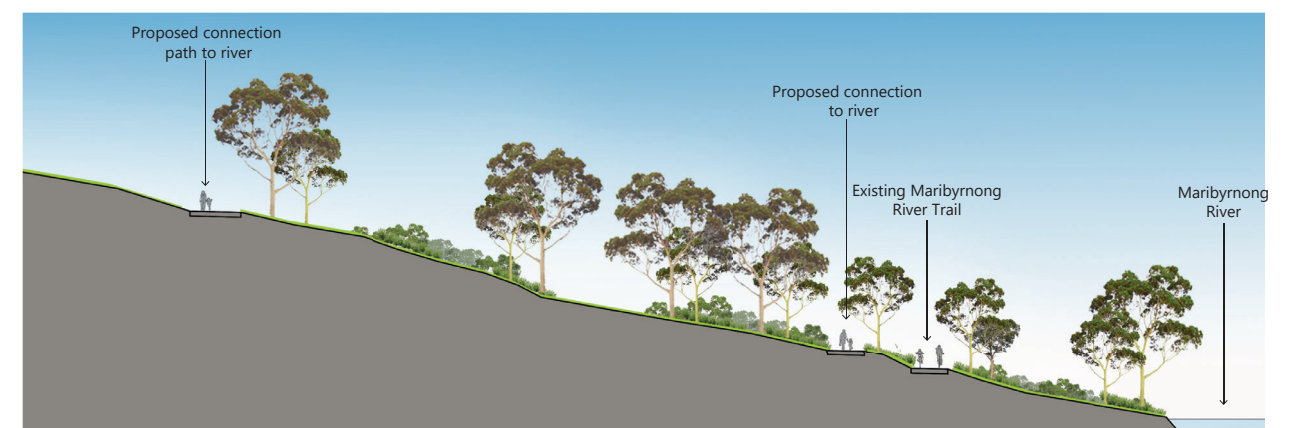 Proposed connection
path to river
Proposed connection
to river
Existing Maribyrnong
River Trail
Maribyrnong
River